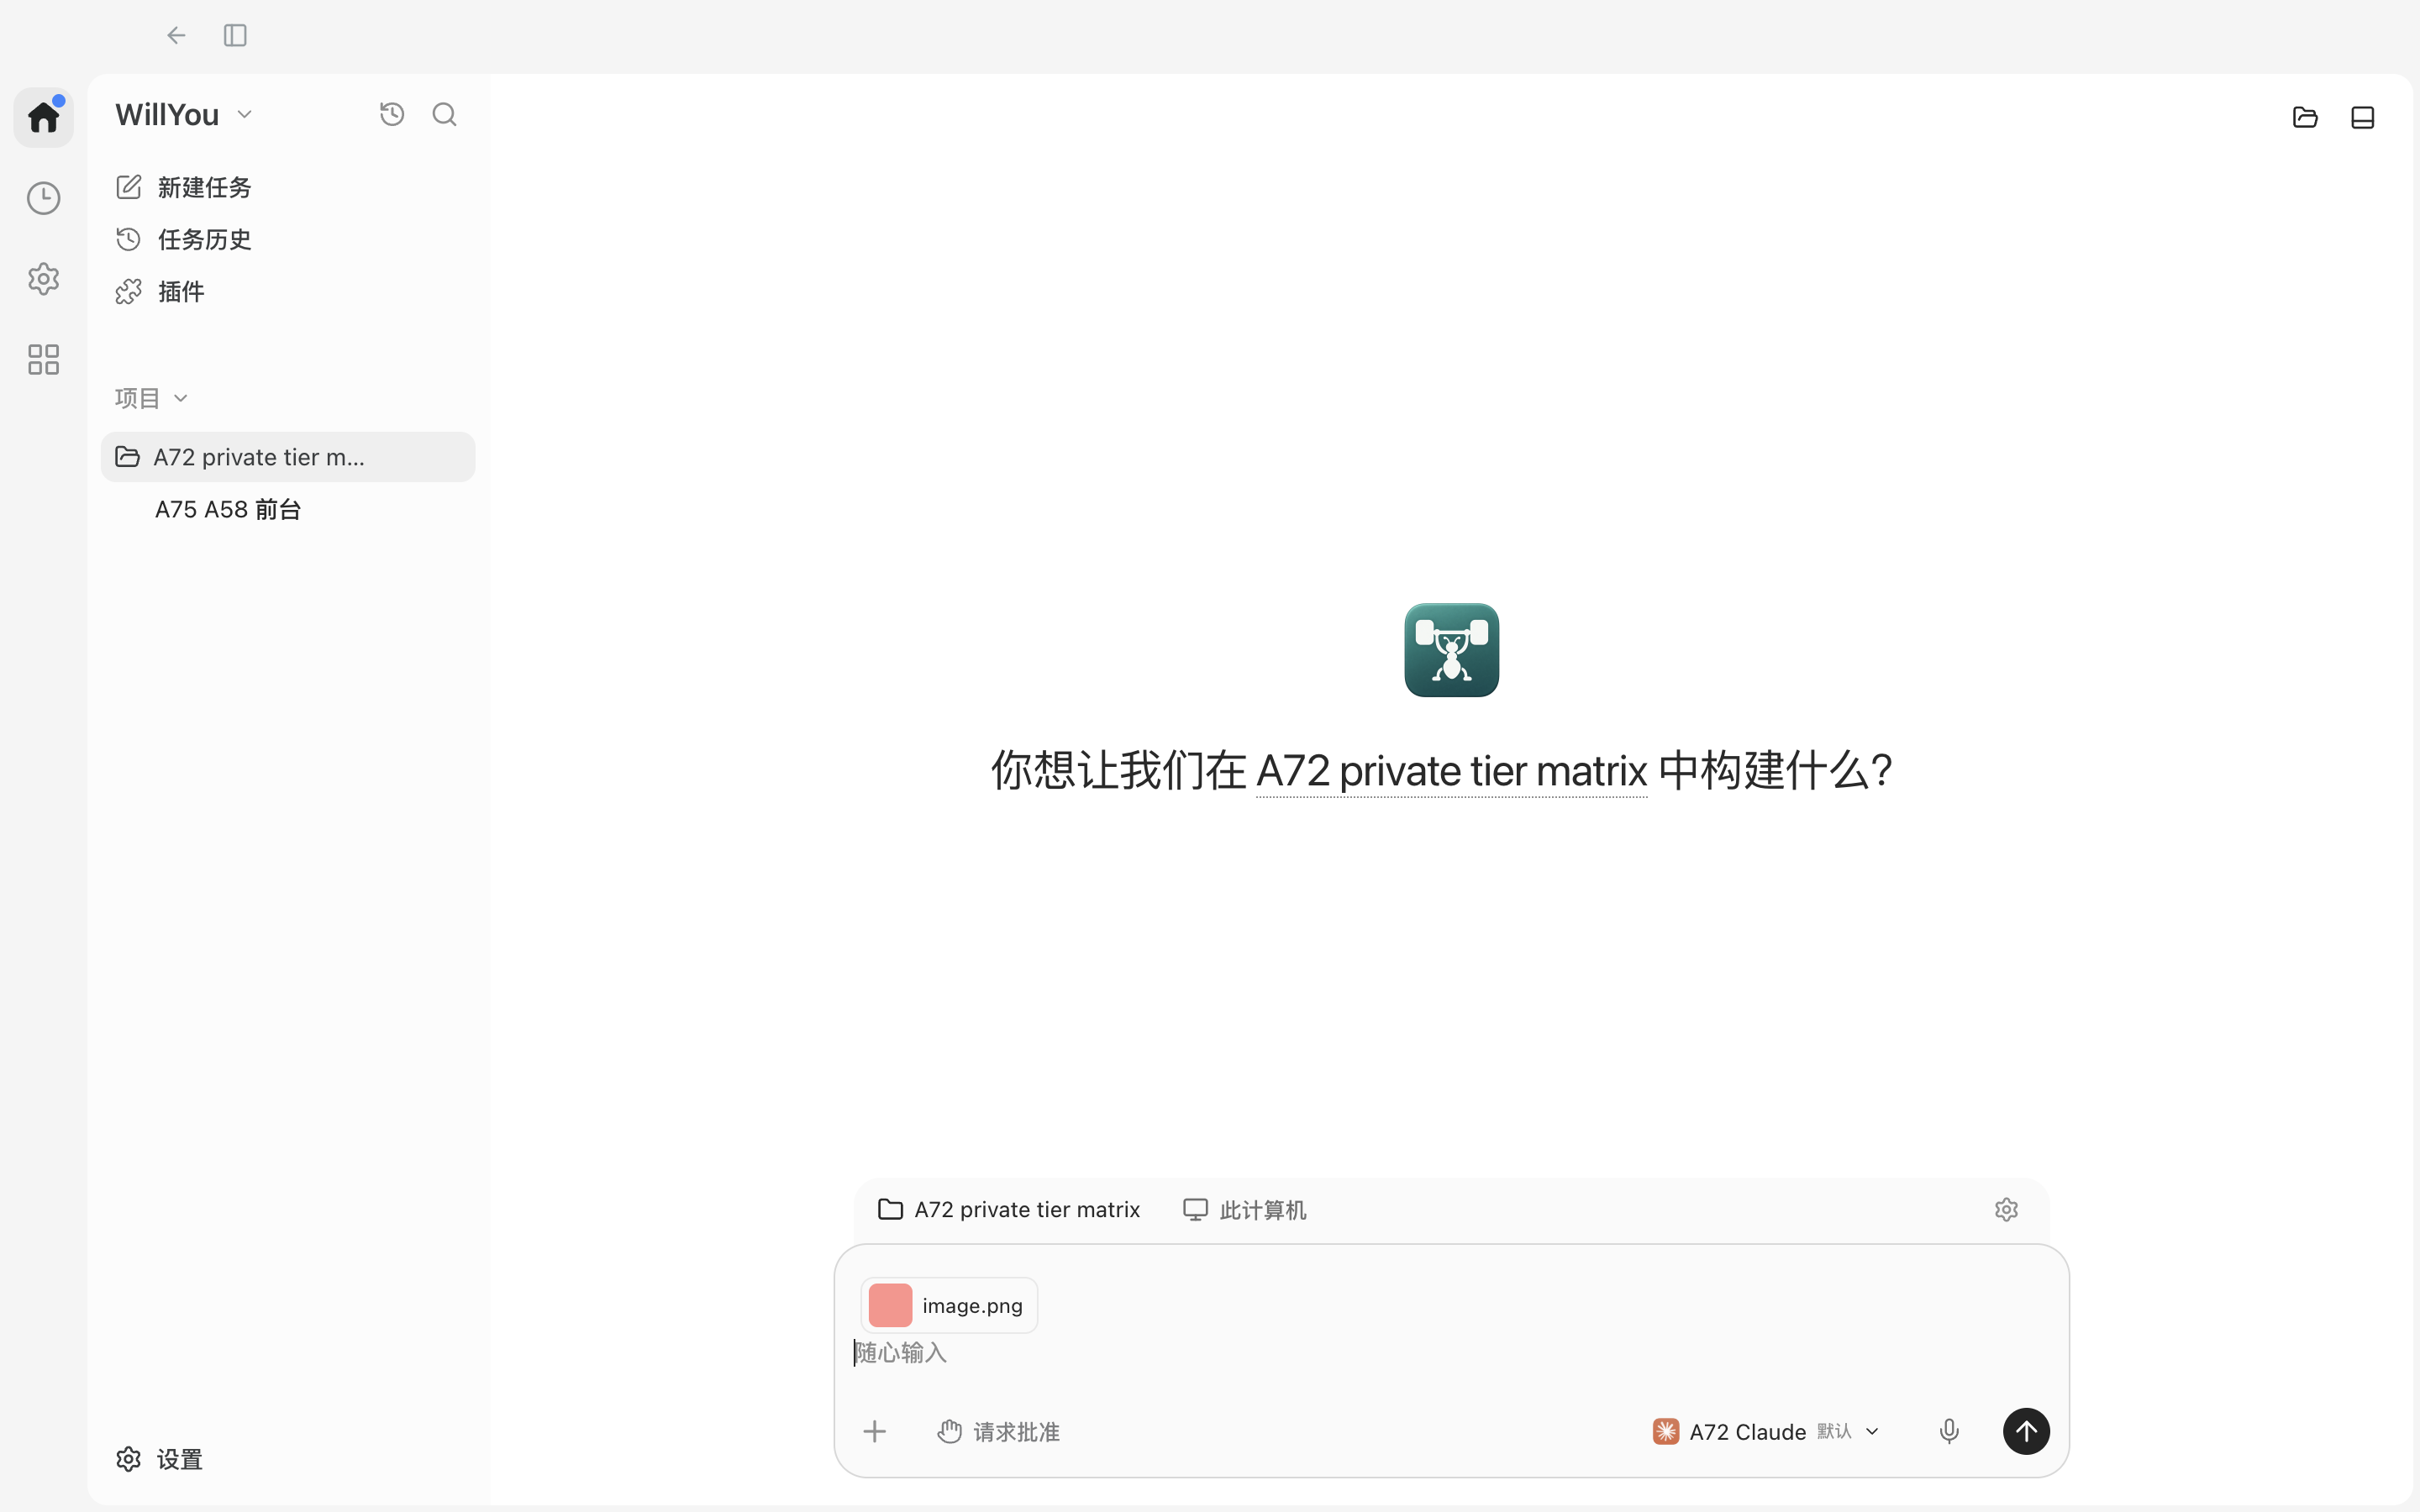 WillYou
新建任务
任务历史
插件
项目
A72 private tier m...
A75 A58 前台
设置
你想让我们在 A72 private tier matrix 中构建什么？
A72 private tier matrix 此计算机
image.png
随心输入
请求批准 A72 Claude 默认